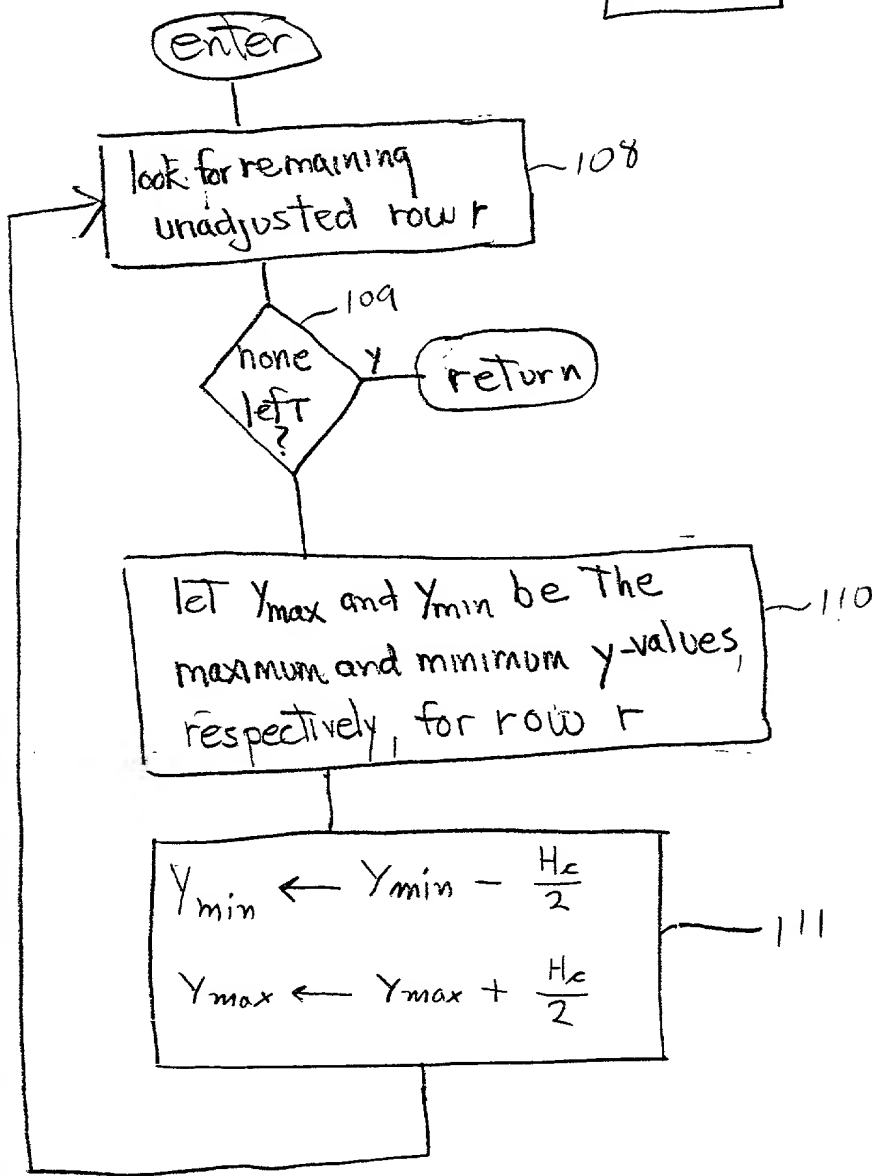 enter
look for remaining
unadjusted row r
108
109
none
left
?
Y
return
let Ymax and Ymin be the
maximum and minimum y-values,
respectively, for row r
110
Ymin ← Ymin - Hc/2
Ymax ← Ymax + Hc/2
111